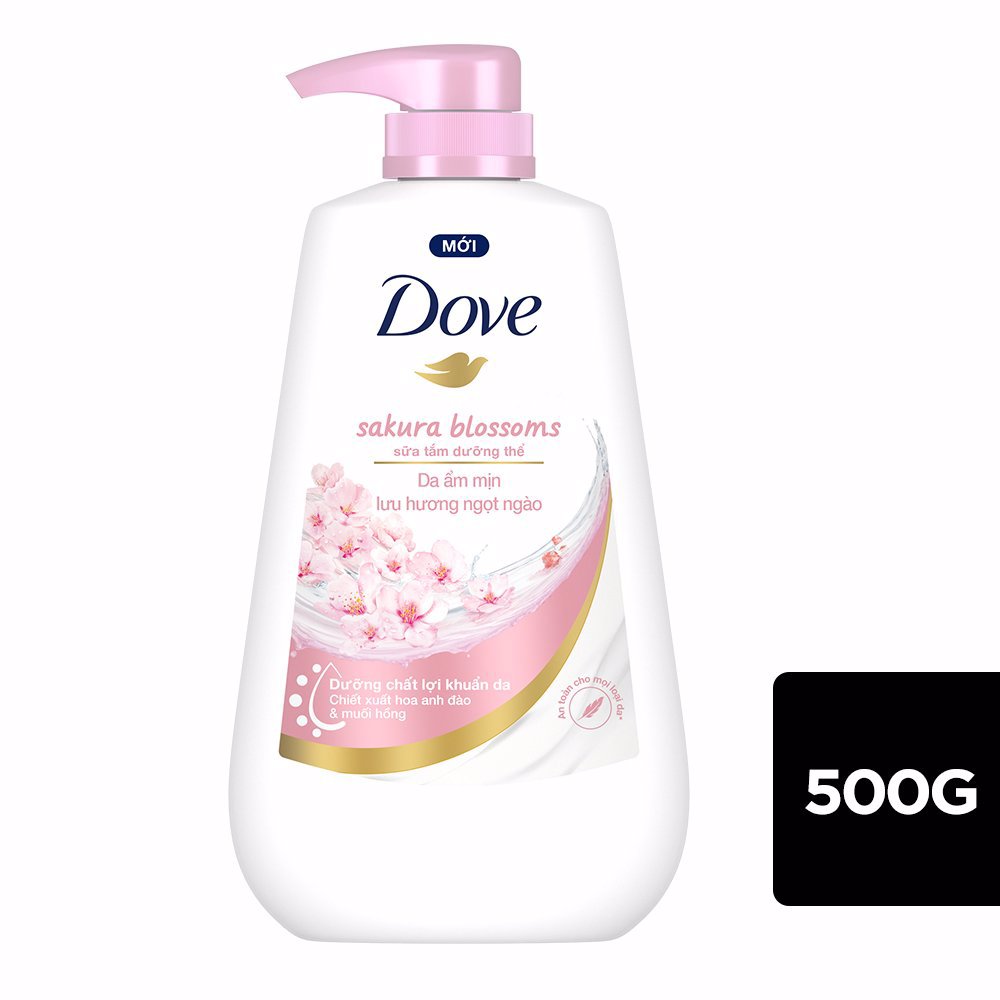 MỚI
Dove
sakura blossoms
sữa tắm dưỡng thể
Da ẩm mịn
lưu hương ngọt ngào
Dưỡng chất lợi khuẩn da
Chiết xuất hoa anh đào
& muối hồng
An toàn cho mọi loại da*
500G